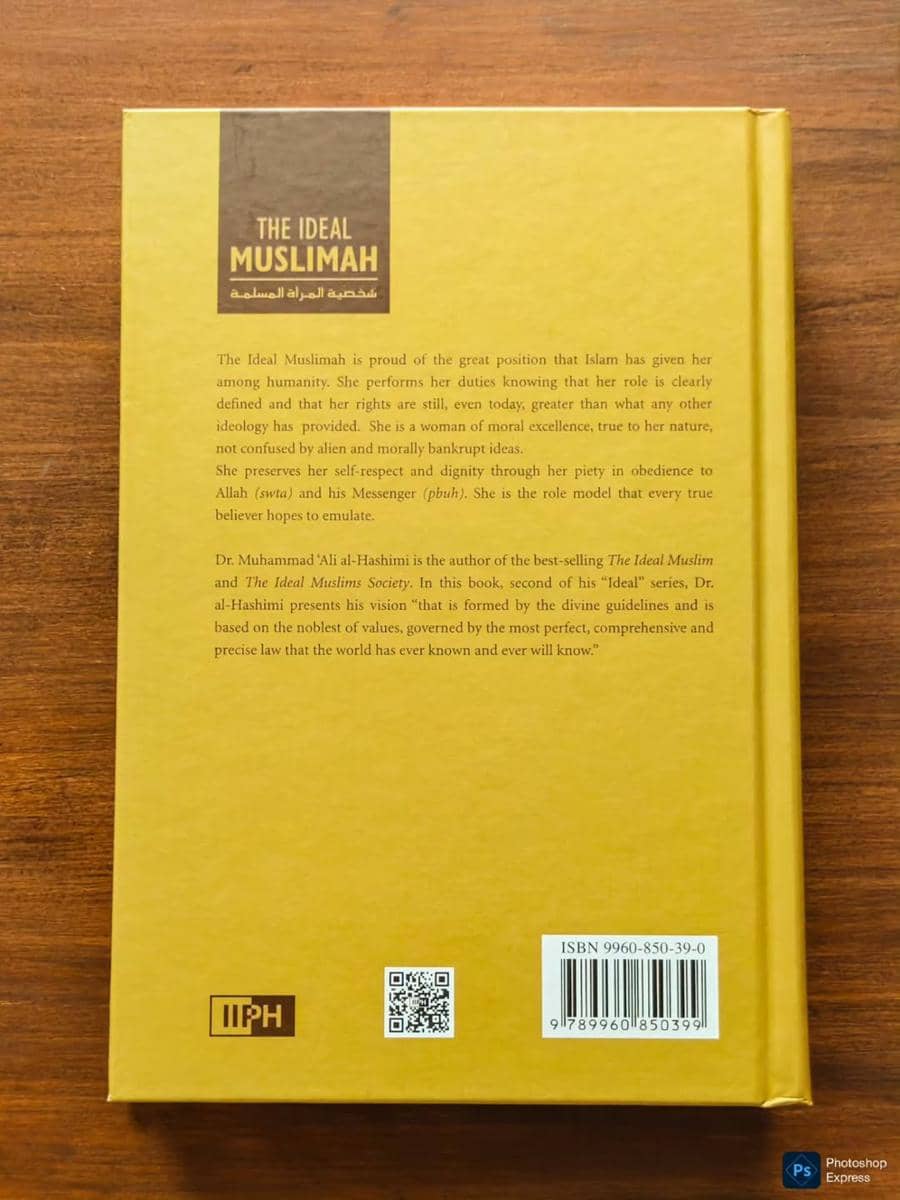 THE IDEAL
MUSLIMAH
شخصية المرأة المسلمة
The Ideal Muslimah is proud of the great position that Islam has given her
among humanity. She performs her duties knowing that her role is clearly
defined and that her rights are still, even today, greater than what any other
ideology has provided. She is a woman of moral excellence, true to her nature,
not confused by alien and morally bankrupt ideas.
She preserves her self-respect and dignity through her piety in obedience to
Allah (swta) and his Messenger (pbuh). She is the role model that every true
believer hopes to emulate.
Dr. Muhammad ‘Ali al-Hashimi is the author of the best-selling The Ideal Muslim
and The Ideal Muslims Society. In this book, second of his “Ideal” series, Dr.
al-Hashimi presents his vision “that is formed by the divine guidelines and is
based on the noblest of values, governed by the most perfect, comprehensive and
precise law that the world has ever known and ever will know.”
IIPH
ISBN 9960-850-39-0
9 789960 850399
Ps
Photoshop
Express